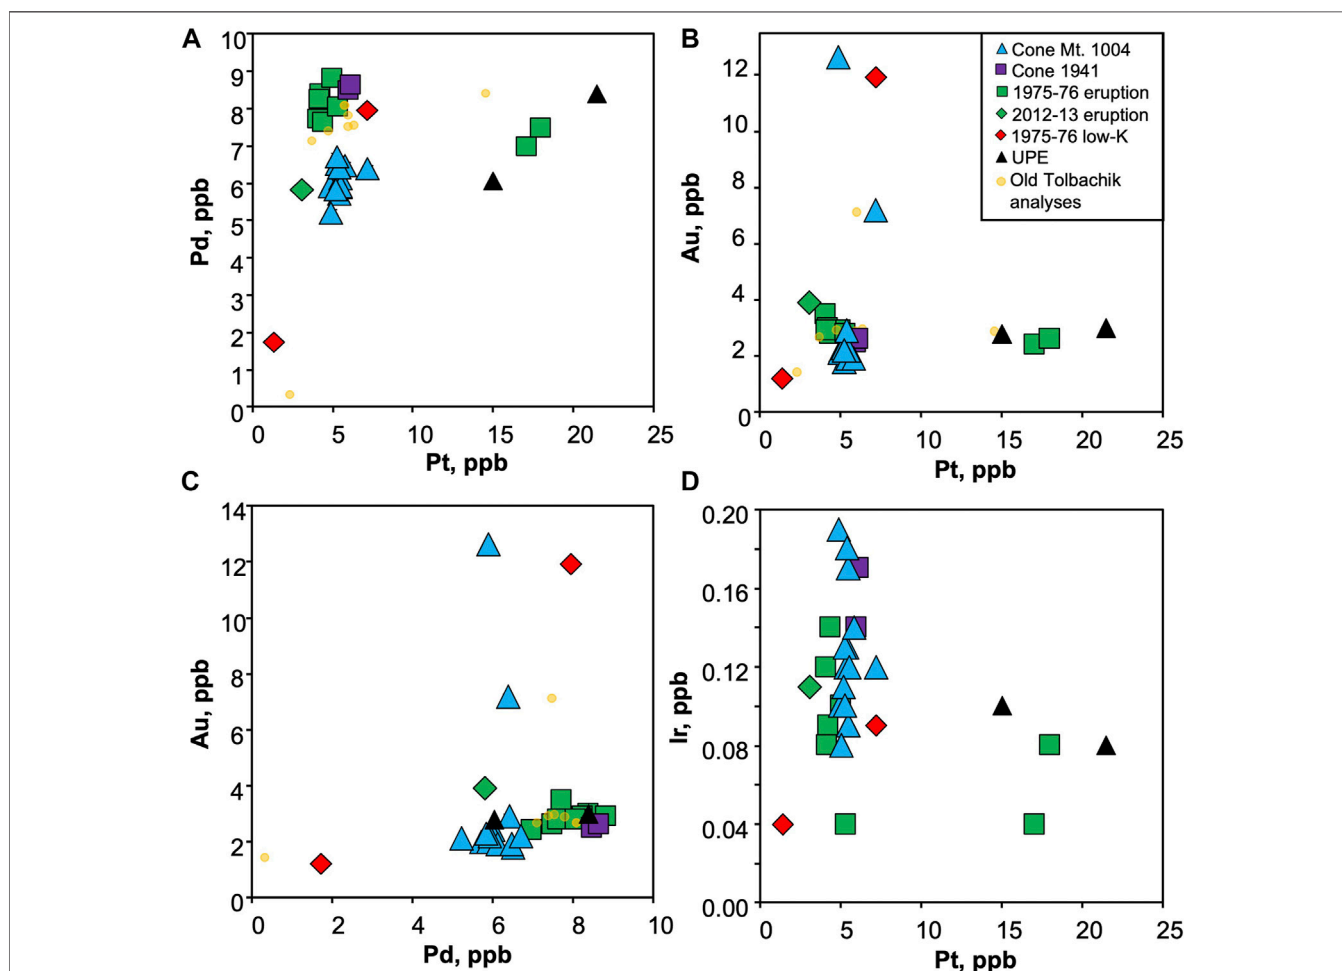 A
10
9
8
7
6
5
4
3
2
1
0
Pd, ppb
0 5 10 15 20 25
Pt, ppb
B
12
10
8
6
4
2
0
Au, ppb
0 5 10 15 20 25
Pt, ppb
Cone Mt. 1004
Cone 1941
1975-76 eruption
2012-13 eruption
1975-76 low-K
UPE
Old Tolbachik
analyses
C
14
12
10
8
6
4
2
0
Au, ppb
0 2 4 6 8 10
Pd, ppb
D
0.20
0.16
0.12
0.08
0.04
0.00
Ir, ppb
0 5 10 15 20 25
Pt, ppb